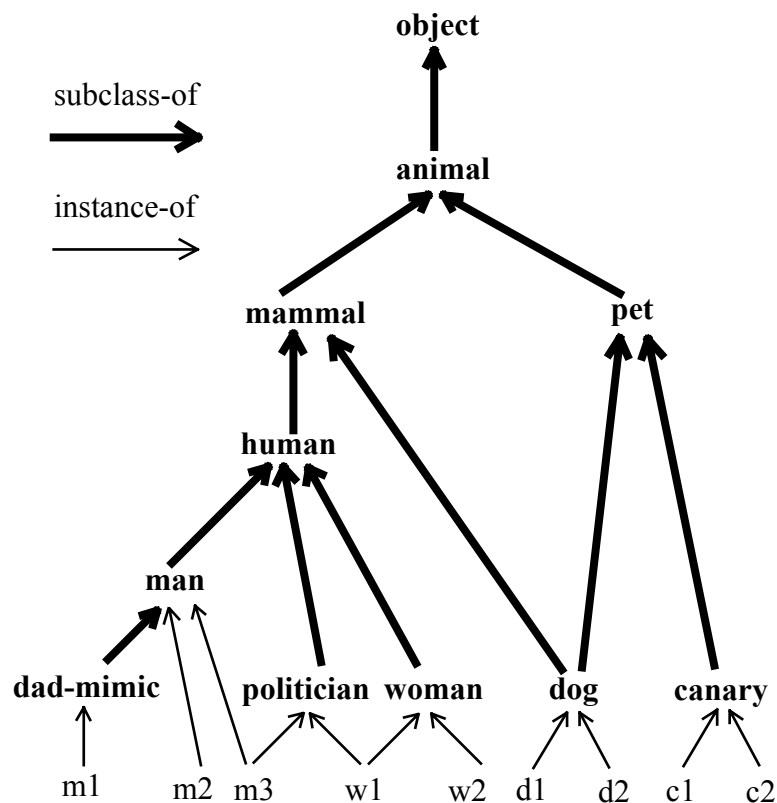 object
subclass-of
animal
instance-of
mammal
pet
human
man
dad-mimic politician woman dog canary
m1 m2 m3 w1 w2 d1 d2 c1 c2